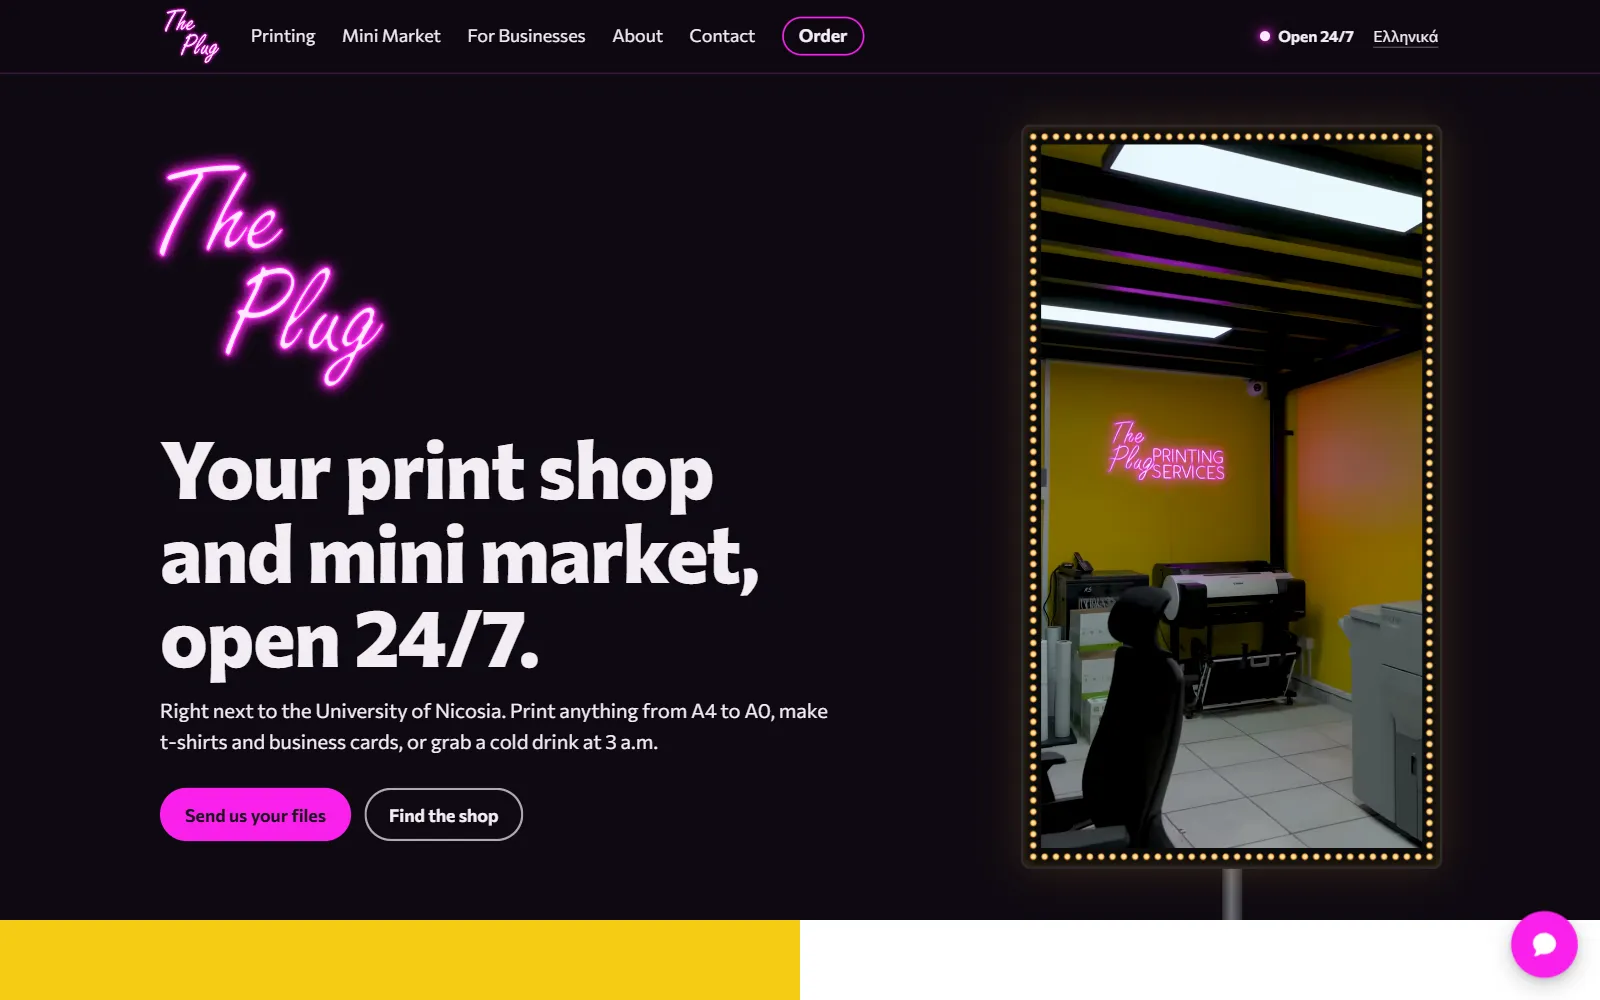 The Plug
Printing
Mini Market
For Businesses
About
Contact
Order
Open 24/7
Ελληνικά
The
Plug
Your print shop
and mini market,
open 24/7.
Right next to the University of Nicosia. Print anything from A4 to A0, make
t-shirts and business cards, or grab a cold drink at 3 a.m.
Send us your files
Find the shop
The
Plug PRINTING
SERVICES